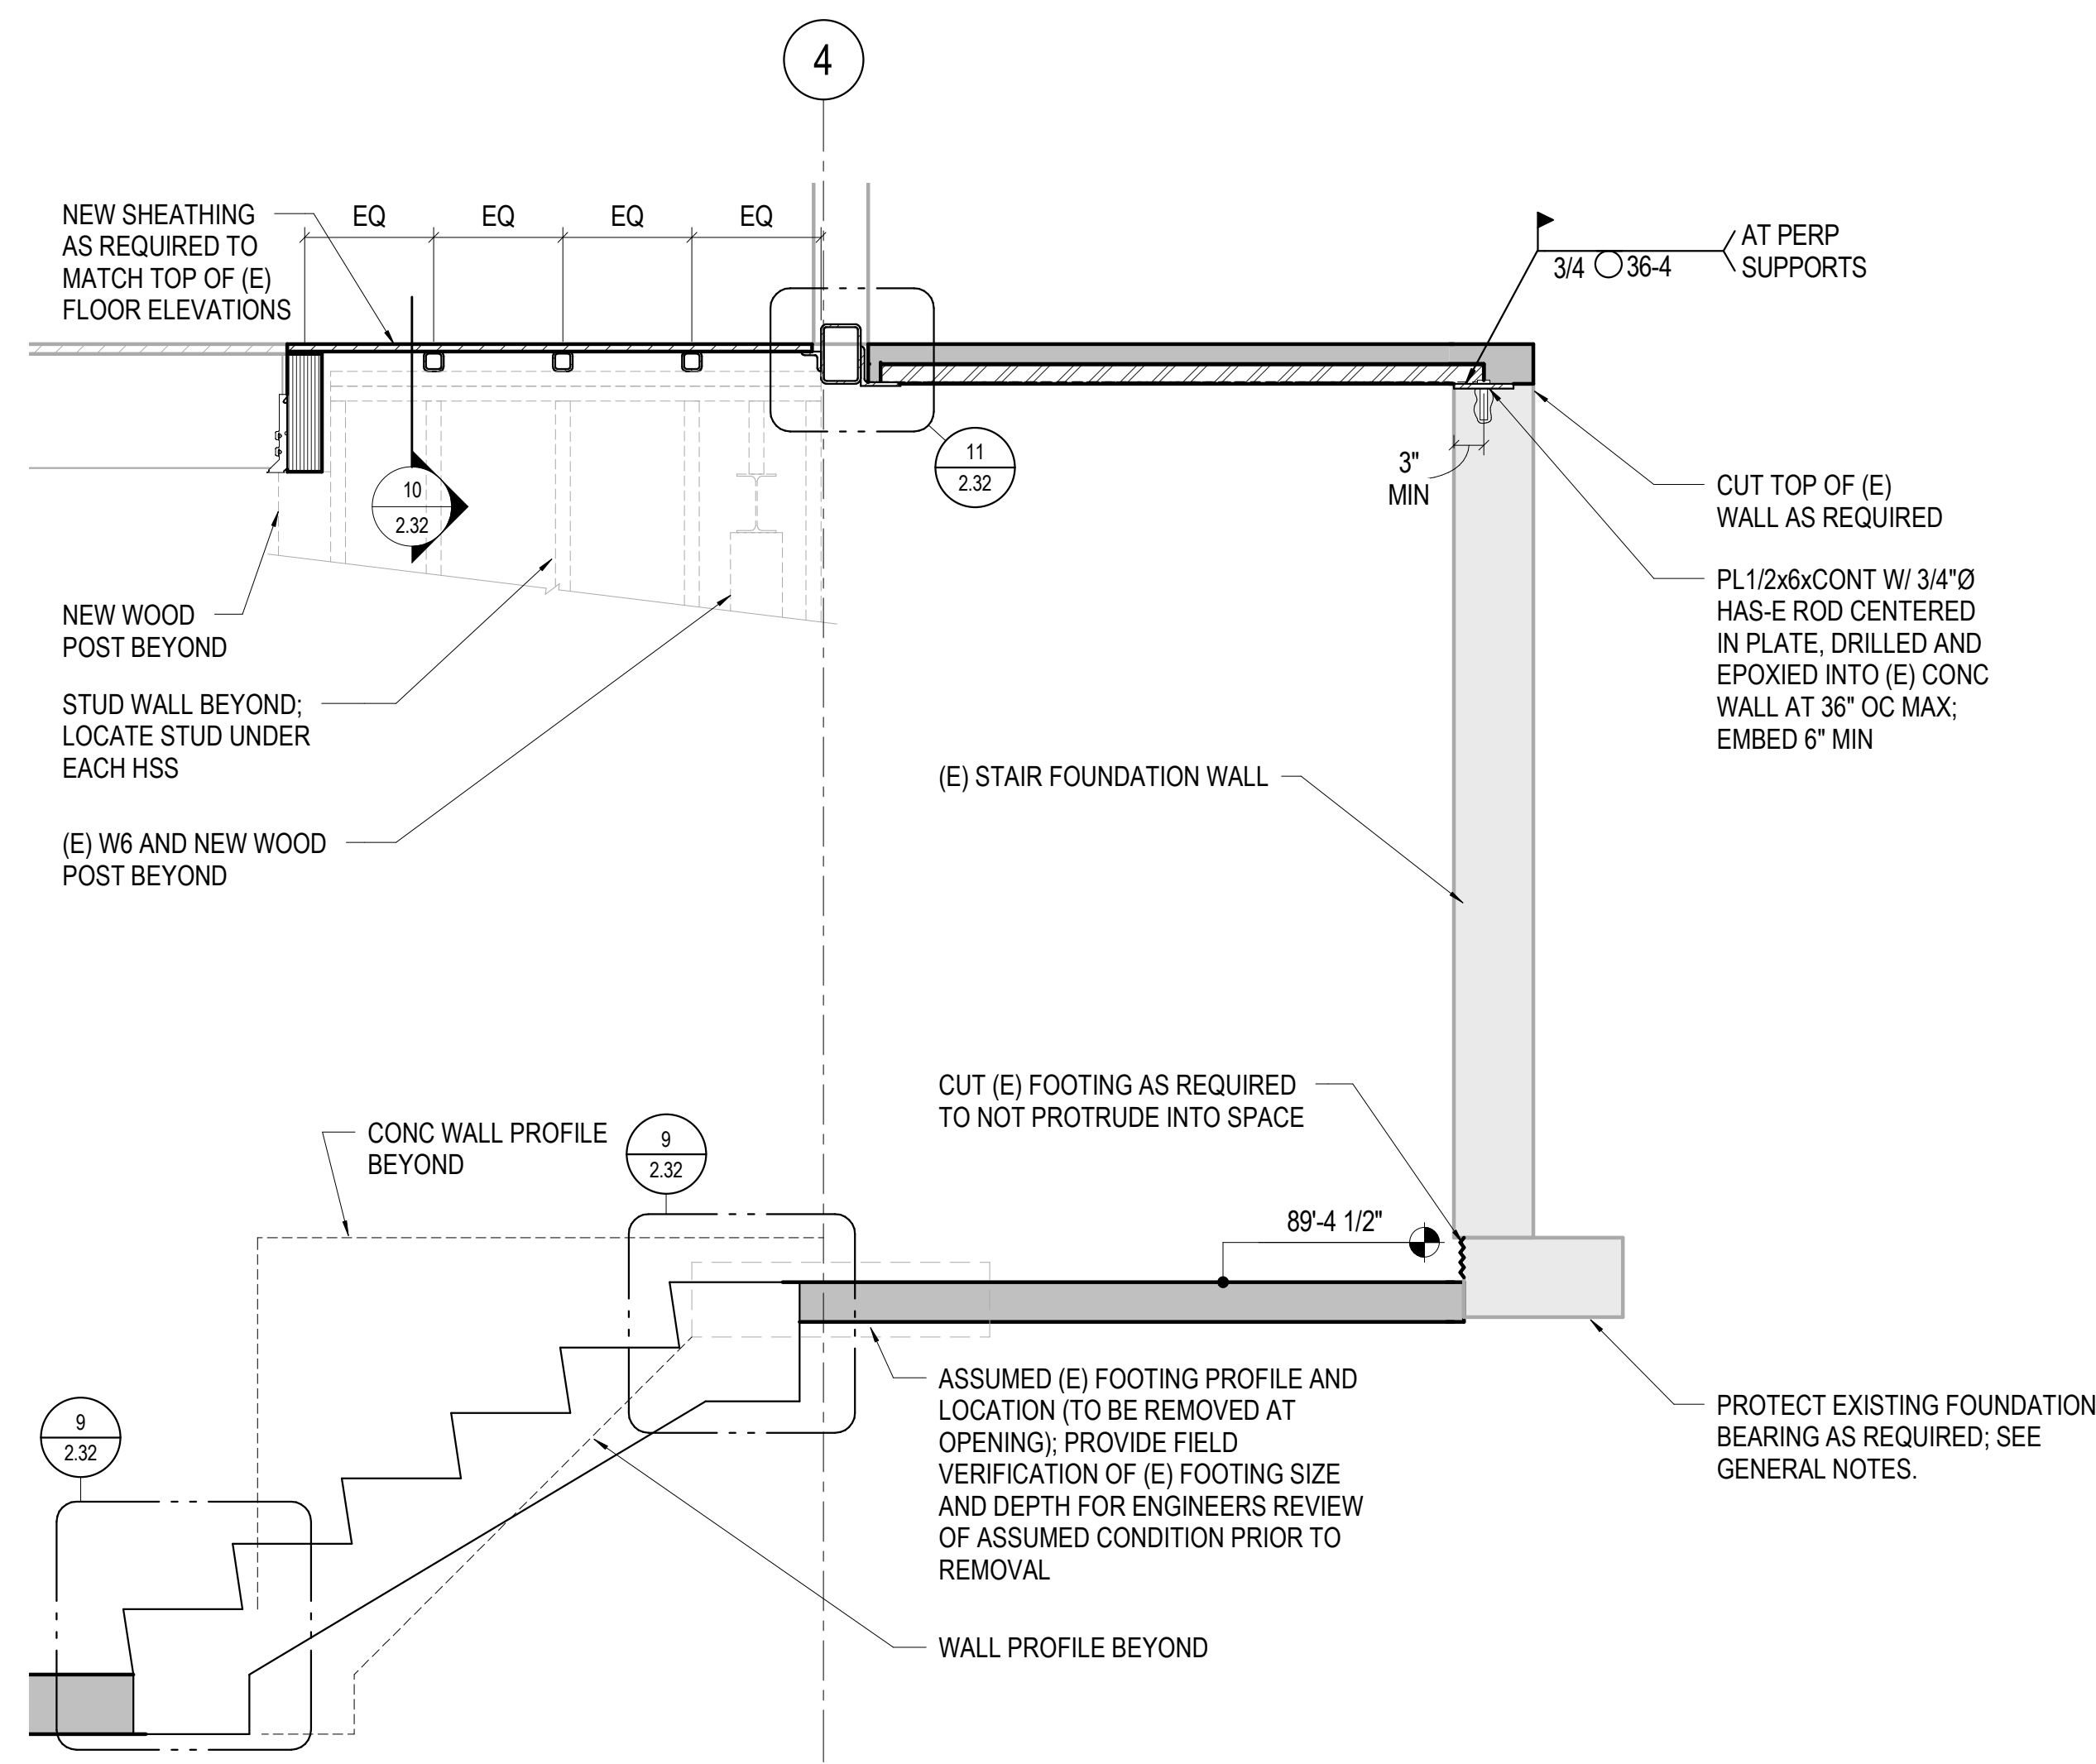 4
NEW SHEATHING
AS REQUIRED TO
MATCH TOP OF (E)
FLOOR ELEVATIONS
EQ
EQ
EQ
EQ
3/4
36-4
AT PERP
SUPPORTS
11
2.32
10
2.32
3"
MIN
CUT TOP OF (E)
WALL AS REQUIRED
PL1/2x6xCONT W/ 3/4"Ø
HAS-E ROD CENTERED
IN PLATE, DRILLED AND
EPOXIED INTO (E) CONC
WALL AT 36" OC MAX;
EMBED 6" MIN
NEW WOOD
POST BEYOND
STUD WALL BEYOND;
LOCATE STUD UNDER
EACH HSS
(E) W6 AND NEW WOOD
POST BEYOND
(E) STAIR FOUNDATION WALL
CUT (E) FOOTING AS REQUIRED
TO NOT PROTRUDE INTO SPACE
CONC WALL PROFILE
BEYOND
9
2.32
89'-4 1/2"
9
2.32
ASSUMED (E) FOOTING PROFILE AND
LOCATION (TO BE REMOVED AT
OPENING); PROVIDE FIELD
VERIFICATION OF (E) FOOTING SIZE
AND DEPTH FOR ENGINEERS REVIEW
OF ASSUMED CONDITION PRIOR TO
REMOVAL
PROTECT EXISTING FOUNDATION
BEARING AS REQUIRED; SEE
GENERAL NOTES.
WALL PROFILE BEYOND